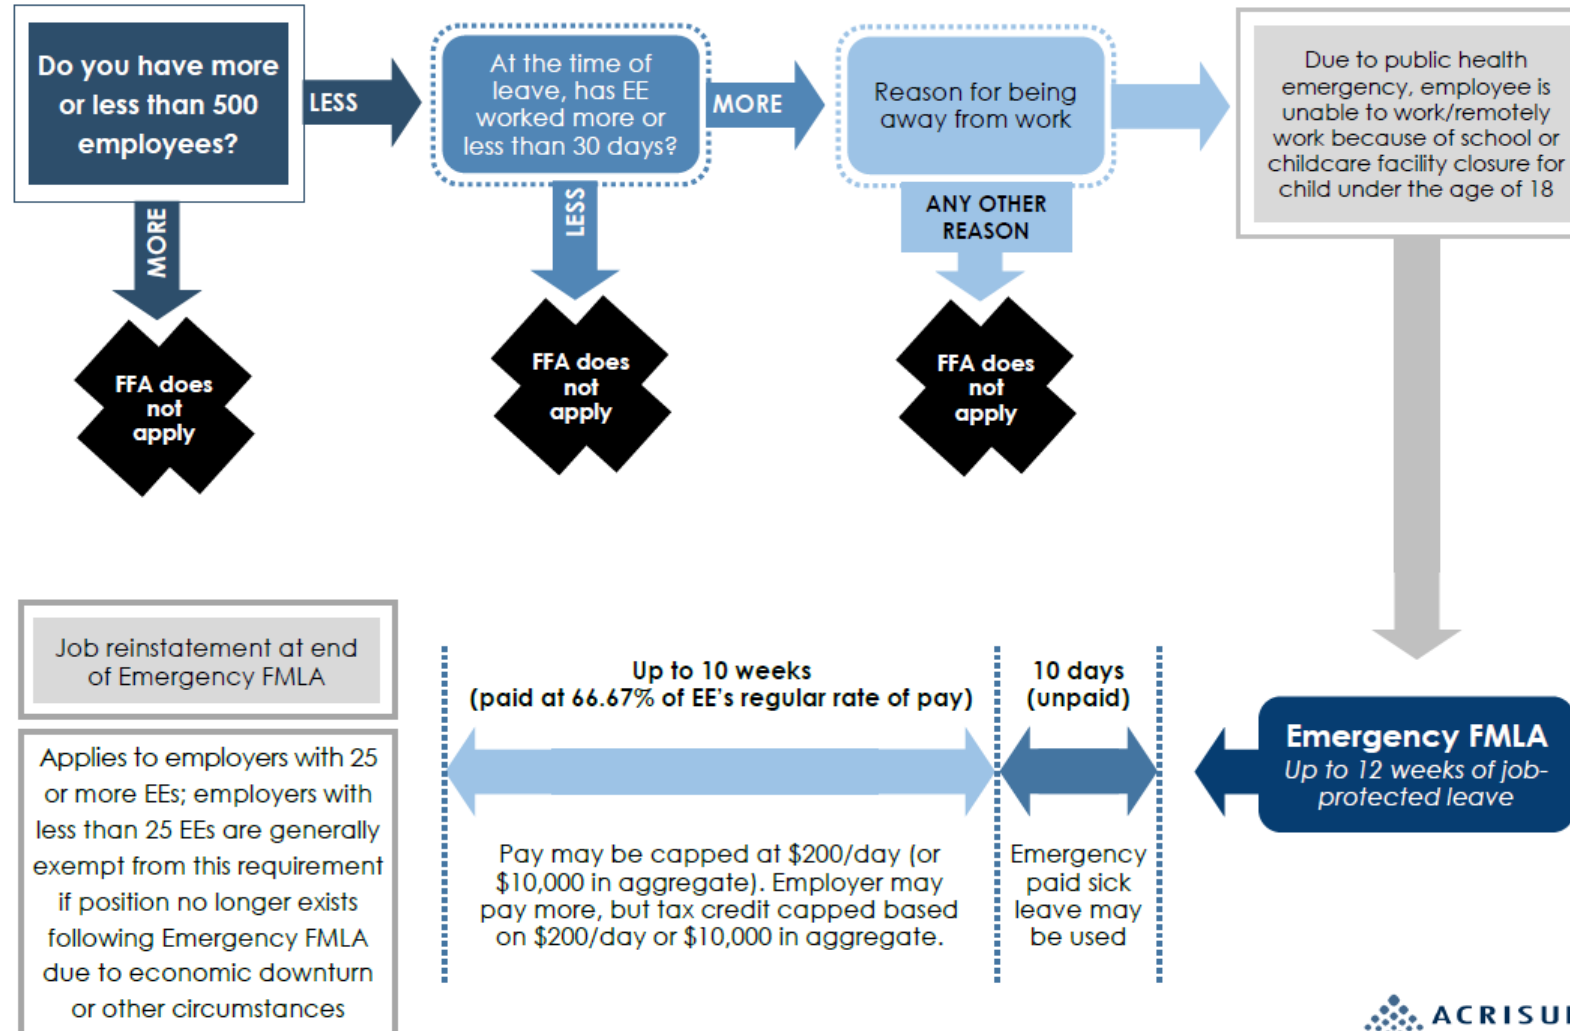 Do you have more
or less than 500
employees?
LESS
MORE
FFA does
not
apply
At the time of
leave, has EE
worked more or
less than 30 days?
MORE
LESS
FFA does
not
apply
Reason for being
away from work
ANY OTHER
REASON
FFA does
not
apply
Due to public health
emergency, employee is
unable to work/remotely
work because of school or
childcare facility closure for
child under the age of 18
Emergency FMLA
Up to 12 weeks of job-
protected leave
10 days
(unpaid)
Emergency
paid sick
leave may
be used
Up to 10 weeks
(paid at 66.67% of EE's regular rate of pay)
Pay may be capped at $200/day (or
$10,000 in aggregate). Employer may
pay more, but tax credit capped based
on $200/day or $10,000 in aggregate.
Job reinstatement at end
of Emergency FMLA
Applies to employers with 25
or more EEs; employers with
less than 25 EEs are generally
exempt from this requirement
if position no longer exists
following Emergency FMLA
due to economic downturn
or other circumstances